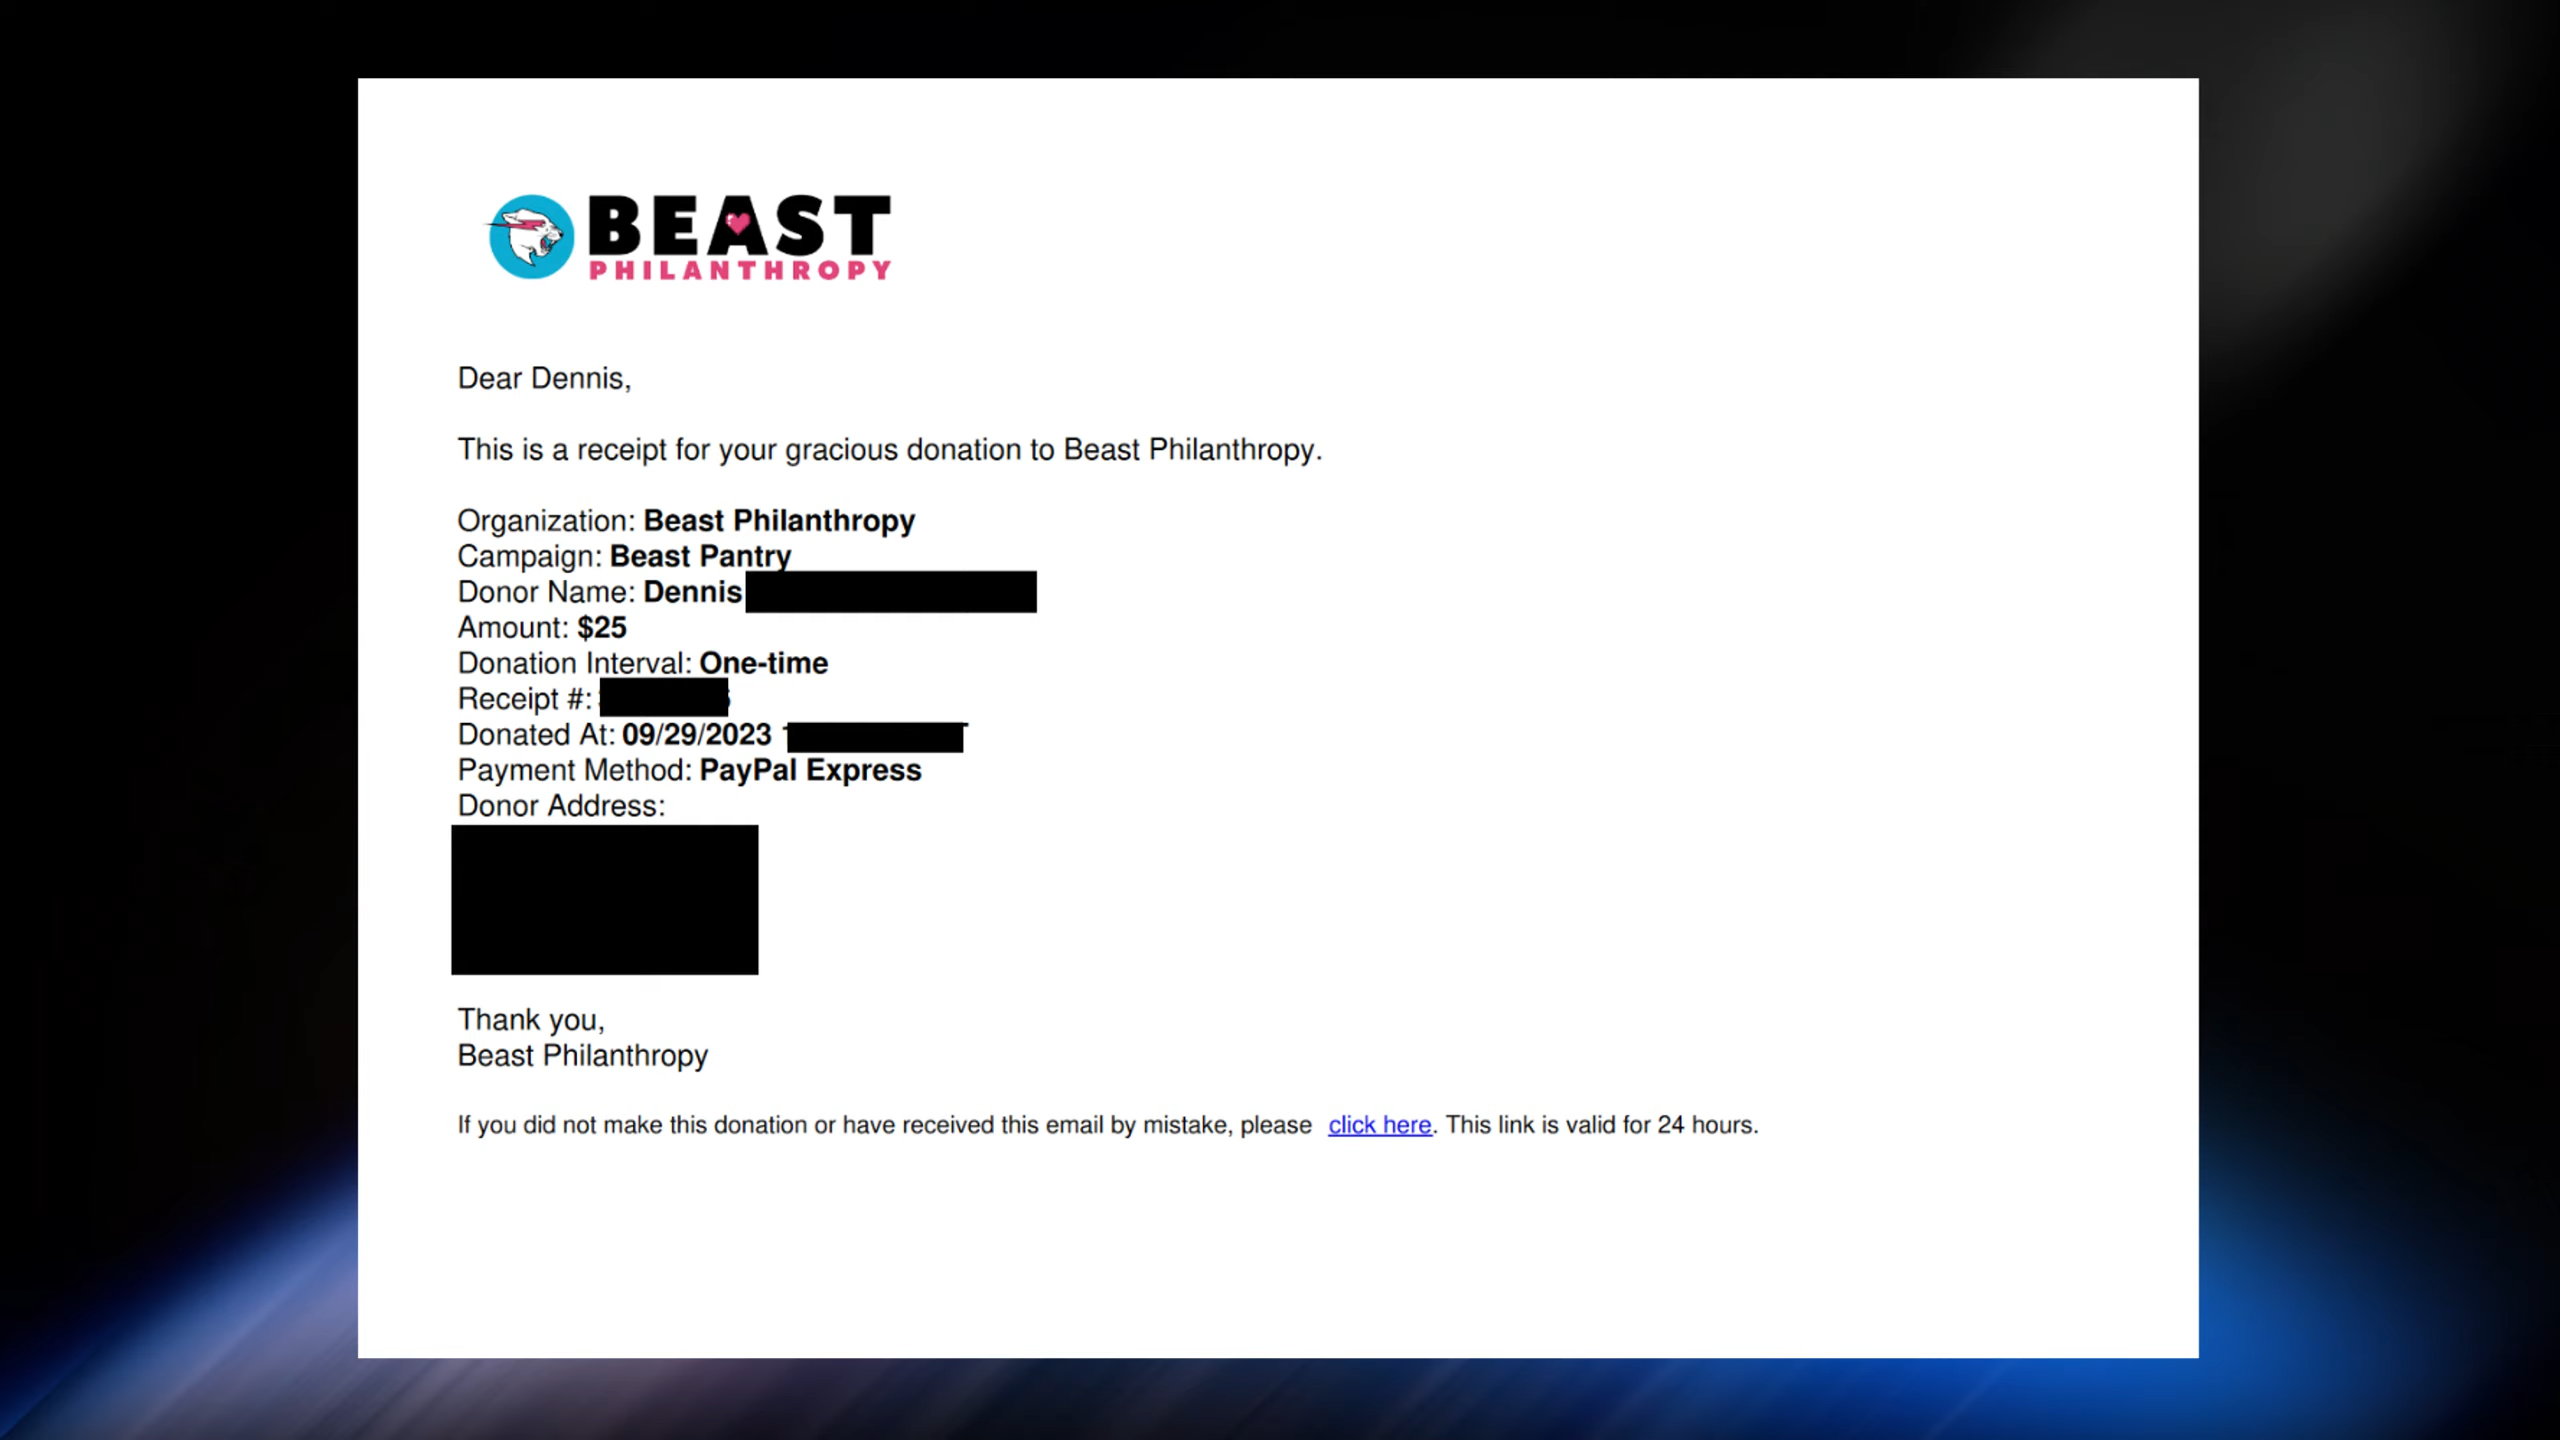 BEAST
PHILANTHROPY
Dear Dennis,
This is a receipt for your gracious donation to Beast Philanthropy.
Organization: Beast Philanthropy
Campaign: Beast Pantry
Donor Name: Dennis
Amount: $25
Donation Interval: One-time
Receipt #:
Donated At: 09/29/2023
Payment Method: PayPal Express
Donor Address:
Thank you,
Beast Philanthropy
If you did not make this donation or have received this email by mistake, please click here. This link is valid for 24 hours.